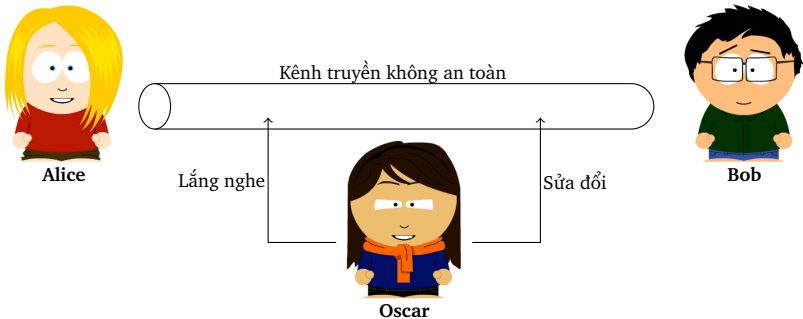 Kênh truyền không an toàn
Alice
Lắng nghe
Sửa đổi
Bob
Oscar